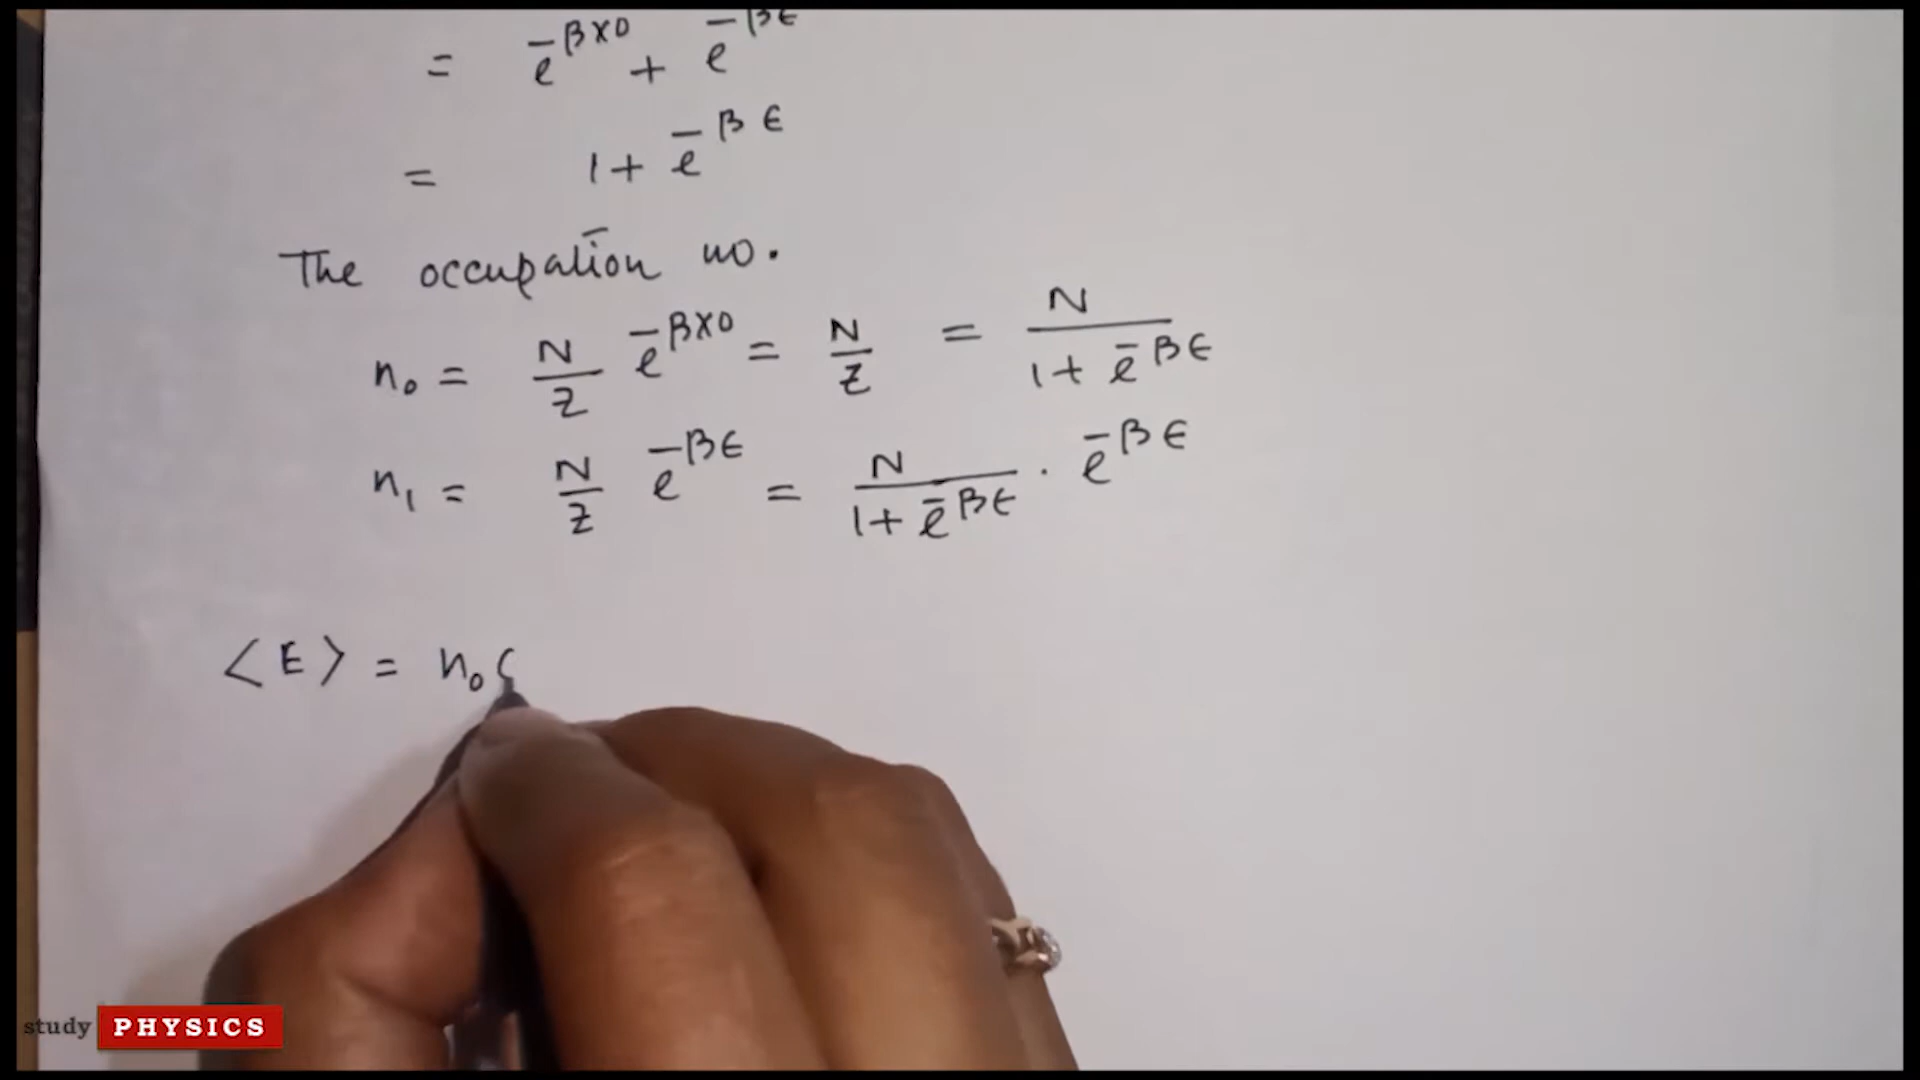 = e^-β×0 + e^-βϵ
= 1 + e^-βϵ
The occupation no.
n₀ = N/Z e^-β×0 = N/Z = N/(1 + e^-βϵ)
n₁ = N/Z e^-βϵ = N/(1 + e^-βϵ) · e^-βϵ
⟨E⟩ = n₀
study PHYSICS